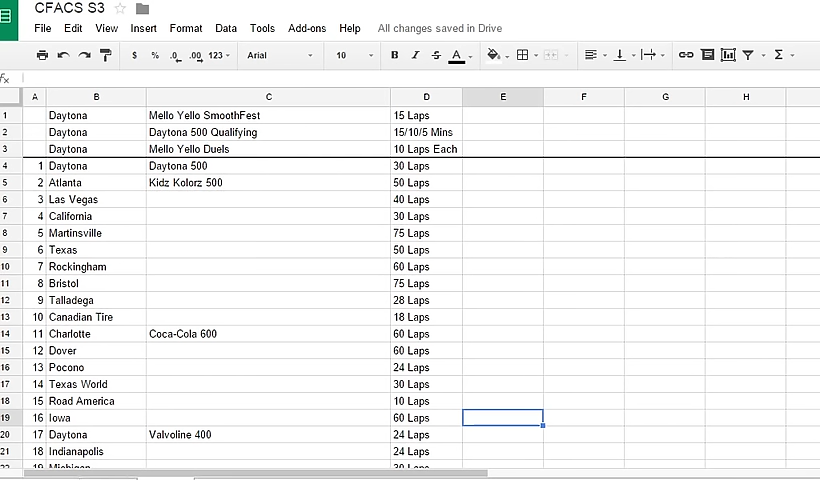 CFACS S3
File Edit View Insert Format Data Tools Add-ons Help All changes saved in Drive
$ % .0 .00 123 Arial 10 B I S A Σ
fx
A B C D E F G H
1 Daytona Mello Yello SmoothFest 15 Laps
2 Daytona Daytona 500 Qualifying 15/10/5 Mins
3 Daytona Mello Yello Duels 10 Laps Each
4 1 Daytona Daytona 500 30 Laps
5 2 Atlanta Kidz Kolorz 500 50 Laps
6 3 Las Vegas 40 Laps
7 4 California 30 Laps
8 5 Martinsville 75 Laps
9 6 Texas 50 Laps
10 7 Rockingham 60 Laps
11 8 Bristol 75 Laps
12 9 Talladega 28 Laps
13 10 Canadian Tire 18 Laps
14 11 Charlotte Coca-Cola 600 60 Laps
15 12 Dover 60 Laps
16 13 Pocono 24 Laps
17 14 Texas World 30 Laps
18 15 Road America 10 Laps
19 16 Iowa 60 Laps
20 17 Daytona Valvoline 400 24 Laps
21 18 Indianapolis 24 Laps
22 19 Michigan 30 Laps